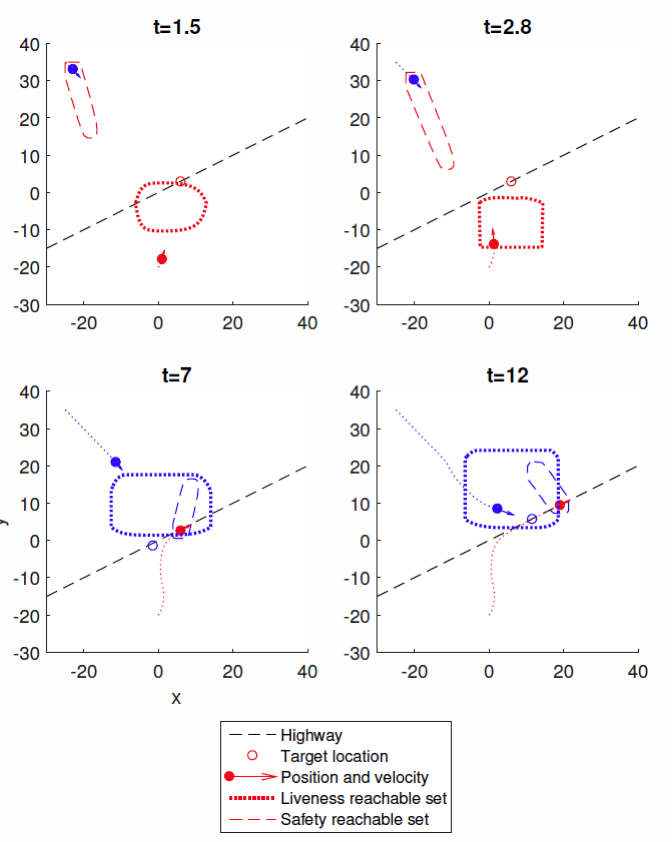 t=1.5
40
30
20
10
0
-10
-20
-30
-20 0 20 40
t=2.8
40
30
20
10
0
-10
-20
-30
-20 0 20 40
t=7
40
30
20
10
0
-10
-20
-30
-20 0 20 40
x
y
t=12
40
30
20
10
0
-10
-20
-30
-20 0 20 40
Highway
Target location
Position and velocity
Liveness reachable set
Safety reachable set